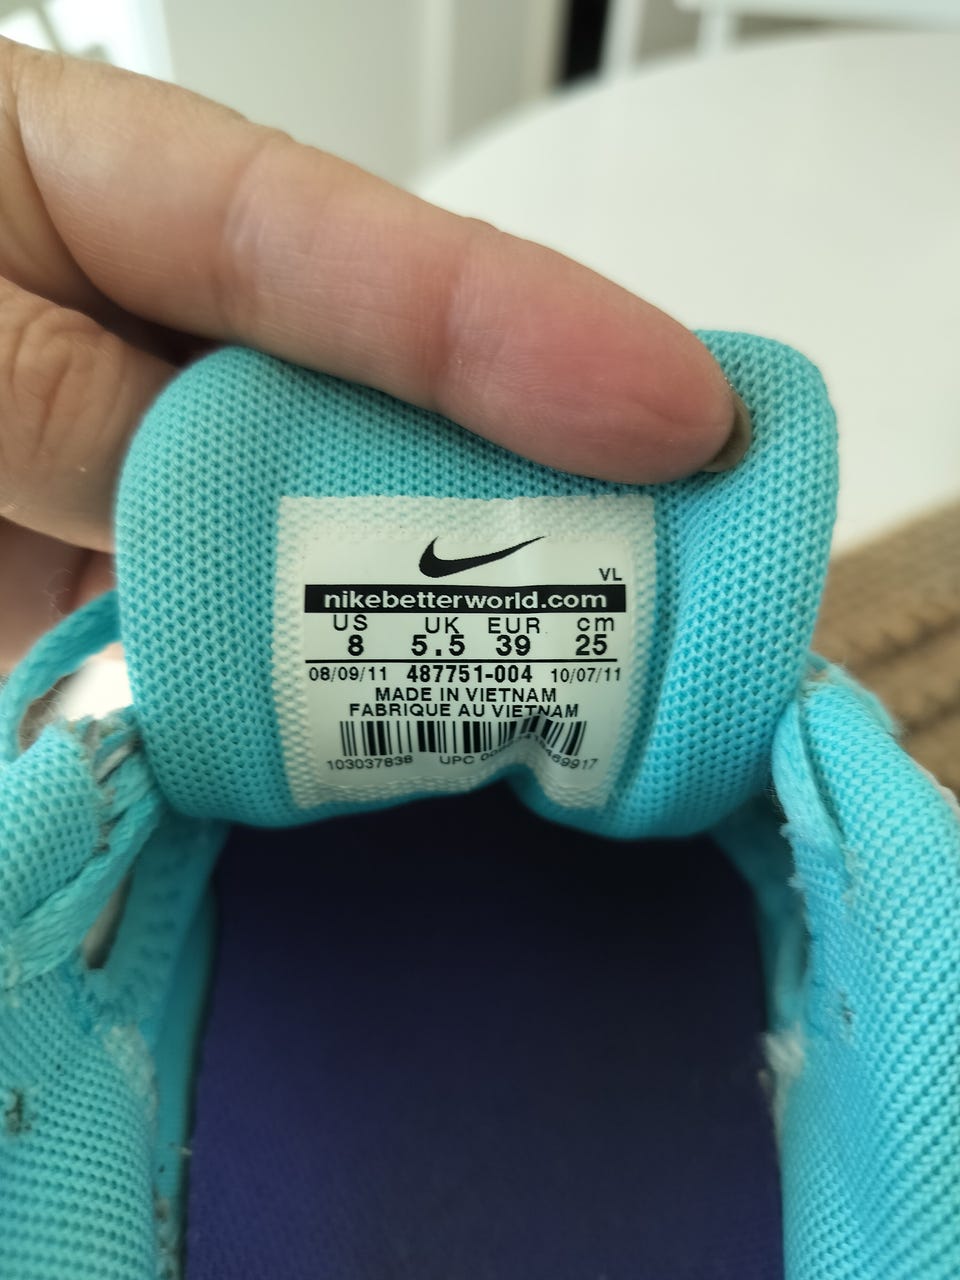 VL
nikebetterworld.com
US UK EUR cm
8 5.5 39 25
08/09/11 487751-004 10/07/11
MADE IN VIETNAM
FABRIQUE AU VIETNAM
103037838 UPC